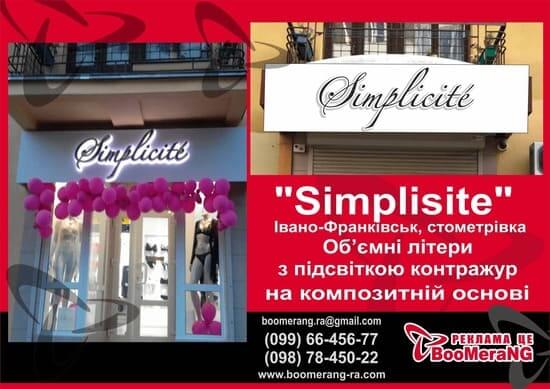 Simplicité
Simplicité
"Simplisite"
Івано-Франківськ, стометрівка
Об’ємні літери
з підсвіткою контражур
на композитній основі
boomerang.ra@gmail.com
(099) 66-456-77
(098) 78-450-22
www.boomerang-ra.com
РЕКЛАМА ЦЕ
BooMeraNG